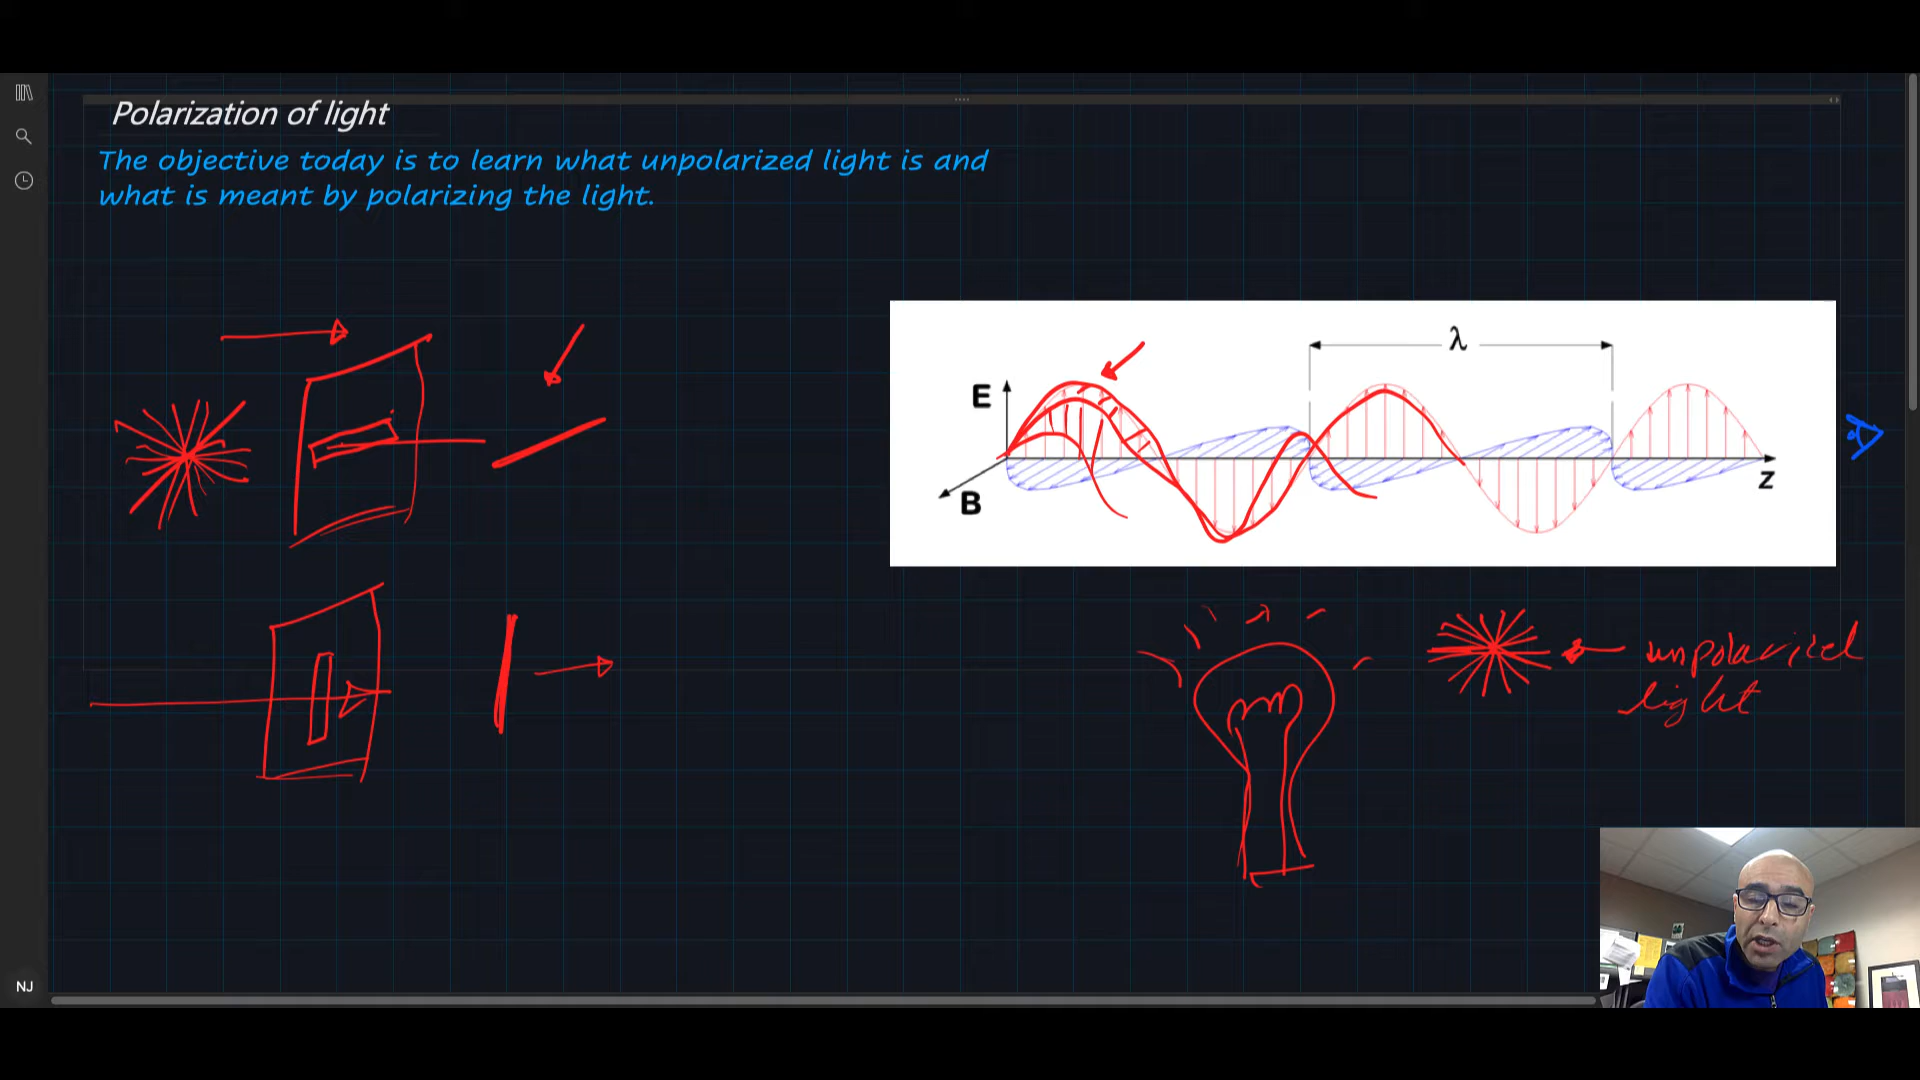 Polarization of light
The objective today is to learn what unpolarized light is and
what is meant by polarizing the light.
λ
E
B
Z
unpolarized
light
NJ